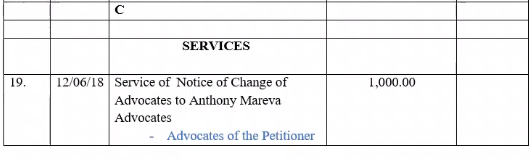 C
SERVICES
19. 12/06/18 Service of Notice of Change of 1,000.00
Advocates to Anthony Mareva
Advocates
- Advocates of the Petitioner